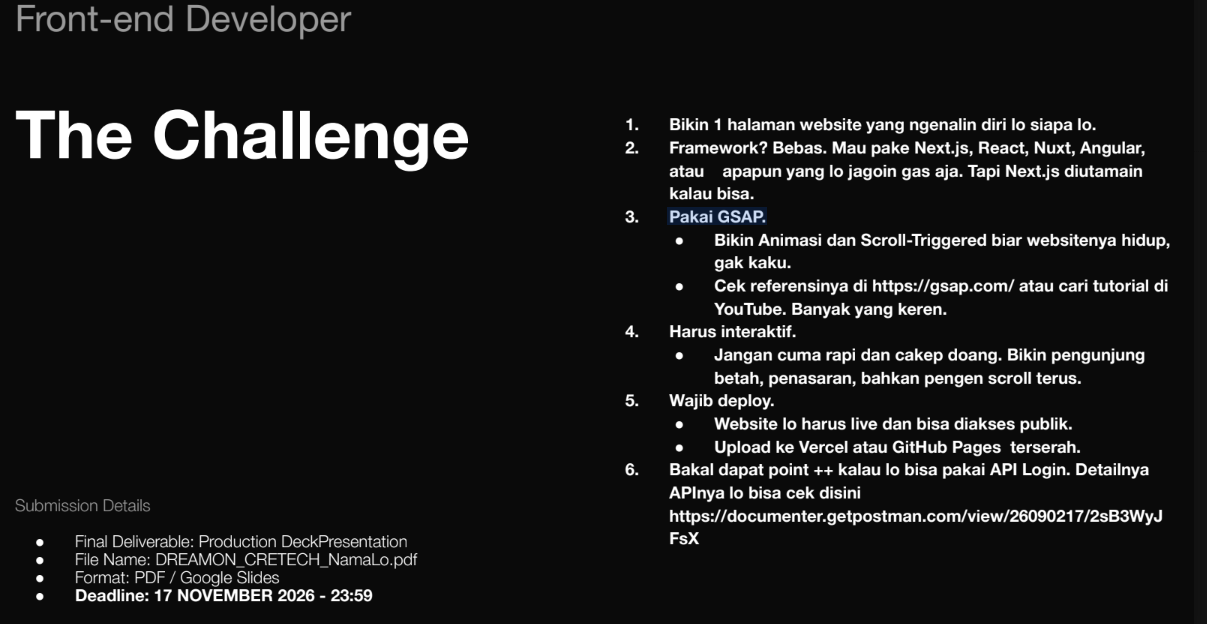 Front-end Developer
The Challenge
1. Bikin 1 halaman website yang ngenalin diri lo siapa lo.
2. Framework? Bebas. Mau pake Next.js, React, Nuxt, Angular,
atau apapun yang lo jagoin gas aja. Tapi Next.js diutamain
kalau bisa.
3. Pakai GSAP.
● Bikin Animasi dan Scroll-Triggered biar websitenya hidup,
gak kaku.
● Cek referensinya di https://gsap.com/ atau cari tutorial di
YouTube. Banyak yang keren.
4. Harus interaktif.
● Jangan cuma rapi dan cakep doang. Bikin pengunjung
betah, penasaran, bahkan pengen scroll terus.
5. Wajib deploy.
● Website lo harus live dan bisa diakses publik.
● Upload ke Vercel atau GitHub Pages terserah.
6. Bakal dapat point ++ kalau lo bisa pakai API Login. Detailnya
APInya lo bisa cek disini
https://documenter.getpostman.com/view/26090217/2sB3WyJ
FsX
Submission Details
● Final Deliverable: Production DeckPresentation
● File Name: DREAMON_CRETECH_NamaLo.pdf
● Format: PDF / Google Slides
● Deadline: 17 NOVEMBER 2026 - 23:59